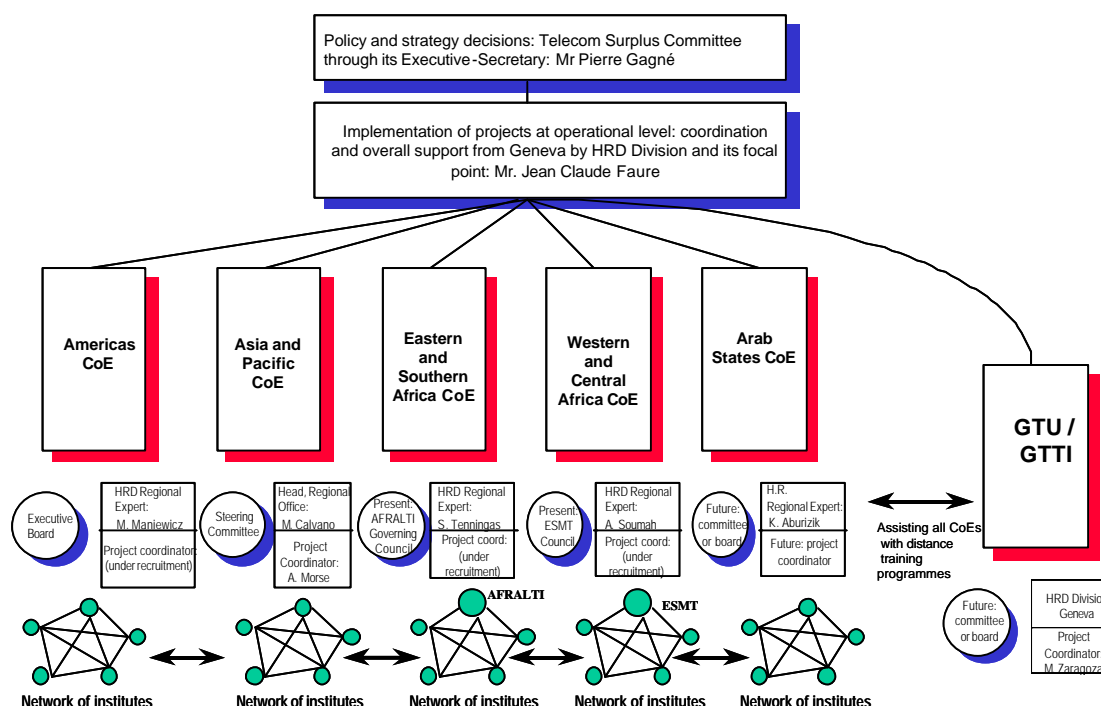 Policy and strategy decisions: Telecom Surplus Committee
through its Executive-Secretary: Mr Pierre Gagné
Implementation of projects at operational level: coordination
and overall support from Geneva by HRD Division and its focal
point: Mr. Jean Claude Faure
Americas
CoE
Asia and
Pacific
CoE
Eastern
and
Southern
Africa CoE
Western
and
Central
Africa CoE
Arab
States CoE
GTU /
GTTI
Executive
Board
HRD Regional
Expert:
M. Maniewicz
Project coordinator:
(under recruitment)
Steering
Committee
Head, Regional
Office:
M. Calvano
Project
Coordinator:
A. Morse
Present:
AFRALTI
Governing
Council
HRD Regional
Expert:
S. Tenningas
Project coord:
(under
recruitment)
Present:
ESMT
Council
HRD Regional
Expert:
A. Soumah
Project coord:
(under
recruitment)
Future:
committee
or board
H.R.
Regional Expert:
K. Aburizik
Future: project
coordinator
Assisting all CoEs
with distance
training
programmes
Future:
committee
or board
HRD Division
Geneva
Project
Coordinator:
M. Zaragoza
AFRALTI
ESMT
Network of institutes
Network of institutes
Network of institutes
Network of institutes
Network of institutes